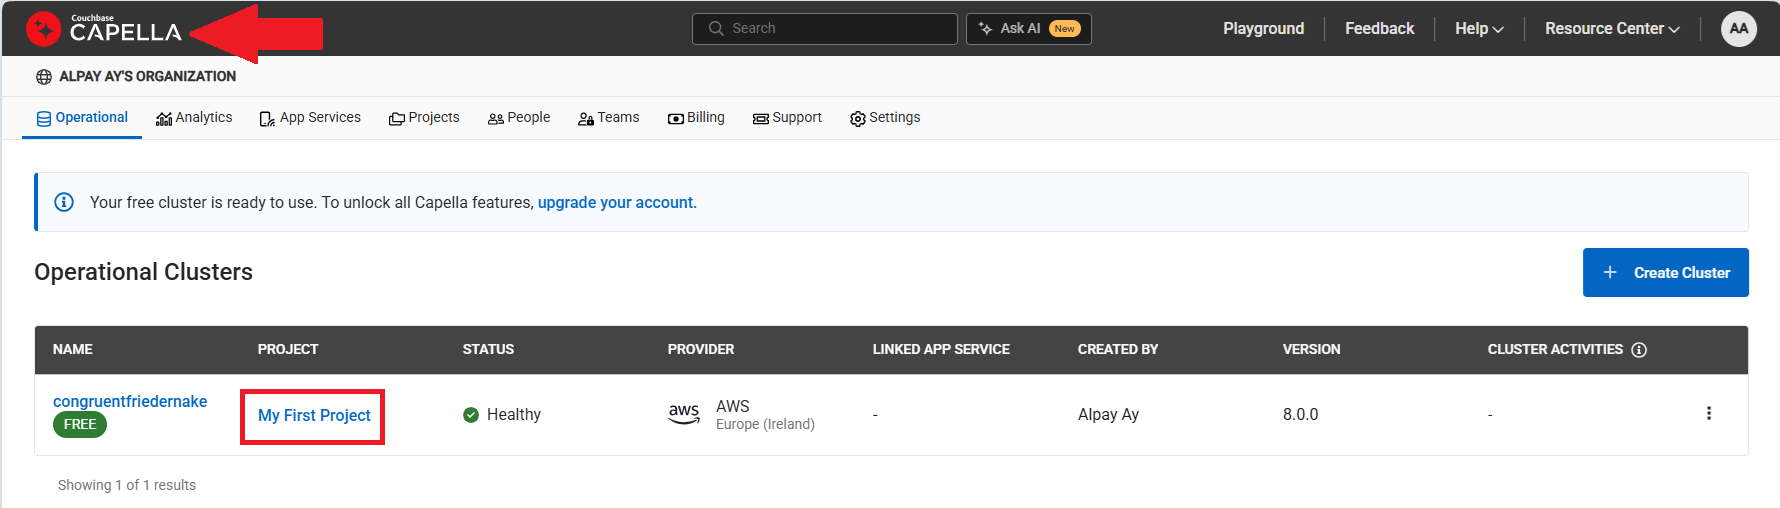 Couchbase
CAPELLA
Search
Ask AI New
Playground
Feedback
Help
Resource Center
AA
ALPAY AY'S ORGANIZATION
Operational
Analytics
App Services
Projects
People
Teams
Billing
Support
Settings
Your free cluster is ready to use. To unlock all Capella features, upgrade your account.
Operational Clusters
+ Create Cluster
NAME PROJECT STATUS PROVIDER LINKED APP SERVICE CREATED BY VERSION CLUSTER ACTIVITIES
congruentfriedernake
FREE
My First Project
Healthy
aws
AWS
Europe (Ireland)
-
Alpay Ay
8.0.0
-
Showing 1 of 1 results